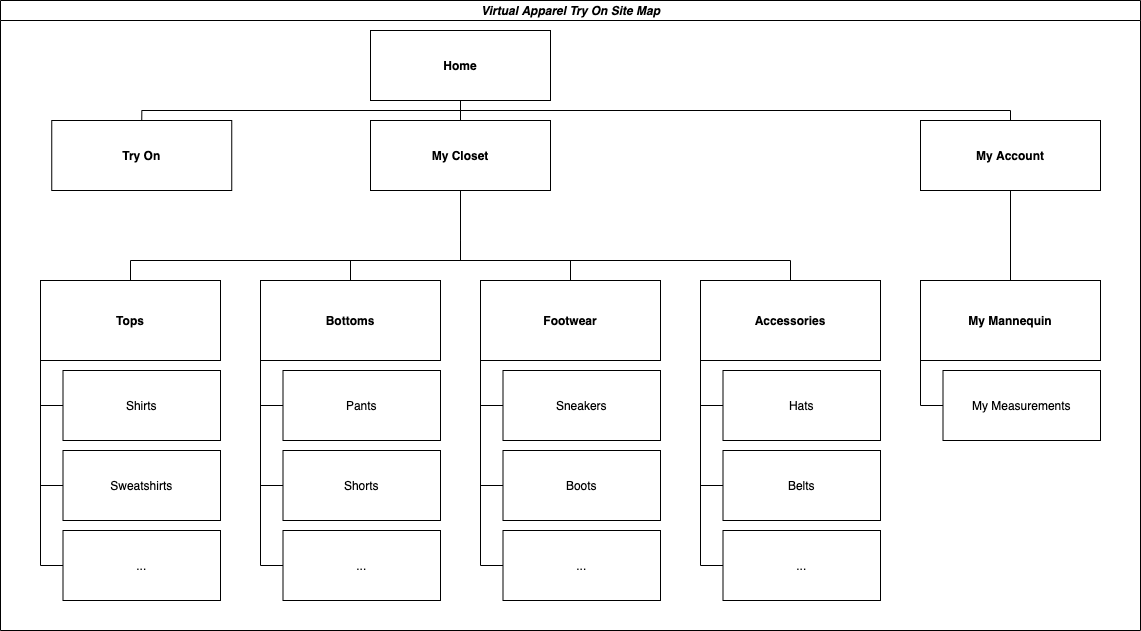 Virtual Apparel Try On Site Map
Home
Try On
My Closet
My Account
Tops
Bottoms
Footwear
Accessories
My Mannequin
Shirts
Pants
Sneakers
Hats
My Measurements
Sweatshirts
Shorts
Boots
Belts
...
...
...
...